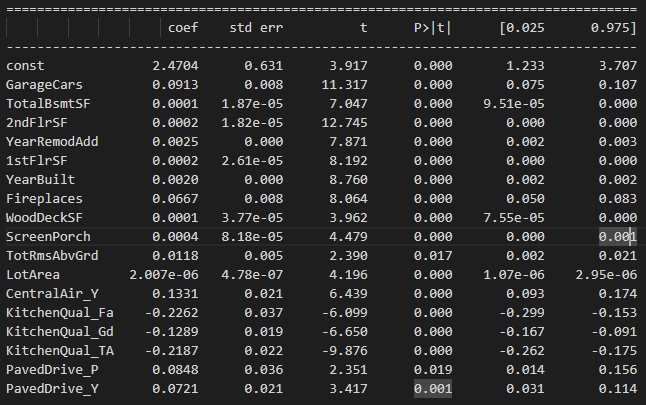 ==============================================================================
coef std err t P>|t| [0.025 0.975]
------------------------------------------------------------------------------
const 2.4704 0.631 3.917 0.000 1.233 3.707
GarageCars 0.0913 0.008 11.317 0.000 0.075 0.107
TotalBsmtSF 0.0001 1.87e-05 7.047 0.000 9.51e-05 0.000
2ndFlrSF 0.0002 1.82e-05 12.745 0.000 0.000 0.000
YearRemodAdd 0.0025 0.000 7.871 0.000 0.002 0.003
1stFlrSF 0.0002 2.61e-05 8.192 0.000 0.000 0.000
YearBuilt 0.0020 0.000 8.760 0.000 0.002 0.002
Fireplaces 0.0667 0.008 8.064 0.000 0.050 0.083
WoodDeckSF 0.0001 3.77e-05 3.962 0.000 7.55e-05 0.000
ScreenPorch 0.0004 8.18e-05 4.479 0.000 0.000 0.001
TotRmsAbvGrd 0.0118 0.005 2.390 0.017 0.002 0.021
LotArea 2.007e-06 4.78e-07 4.196 0.000 1.07e-06 2.95e-06
CentralAir_Y 0.1331 0.021 6.439 0.000 0.093 0.174
KitchenQual_Fa -0.2262 0.037 -6.099 0.000 -0.299 -0.153
KitchenQual_Gd -0.1289 0.019 -6.650 0.000 -0.167 -0.091
KitchenQual_TA -0.2187 0.022 -9.876 0.000 -0.262 -0.175
PavedDrive_P 0.0848 0.036 2.351 0.019 0.014 0.156
PavedDrive_Y 0.0721 0.021 3.417 0.001 0.031 0.114